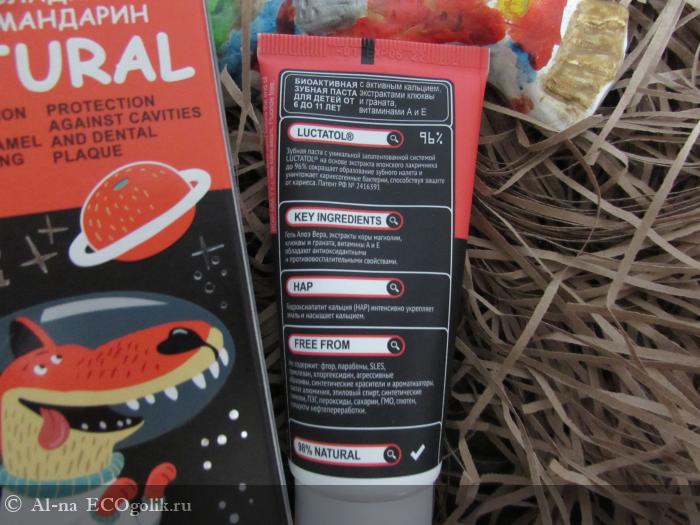 МАНДАРИН
TURAL
PROTECTION
AGAINST CAVITIES
AND DENTAL
PLAQUE
БИОАКТИВНАЯ
ЗУБНАЯ ПАСТА
ДЛЯ ДЕТЕЙ ОТ
6 ДО 11 ЛЕТ
с активным кальцием,
экстрактами клюквы
и граната,
витаминами А и Е
LUCTATOL®
96%
Зубная паста с уникальной запатентованной системой
LUCTATOL® на основе экстракта японского лакричника
до 96% сокращает образование зубного налета и
уничтожает кариесогенные бактерии, способствуя защите
от кариеса. Патент РФ № 2416391
KEY INGREDIENTS
Гель Алоэ Вера, экстракты коры магнолии,
клюквы и граната, витамины А и Е
обладают антиоксидантными
и противовоспалительными свойствами.
HAP
Гидроксиапатит кальция (HAP) интенсивно укрепляет
эмаль и насыщает кальцием.
FREE FROM
Не содержит: фтор, парабены, SLES,
триклозан, хлоргексидин, агрессивные
абразивы, синтетические красители и ароматизаторы,
алюминия, этиловый спирт, синтетические
ПЭГ, пероксиды, сахарин, ГМО, глютен,
продукты нефтепереработки.
98% NATURAL
© Al-na ECOgolik.ru